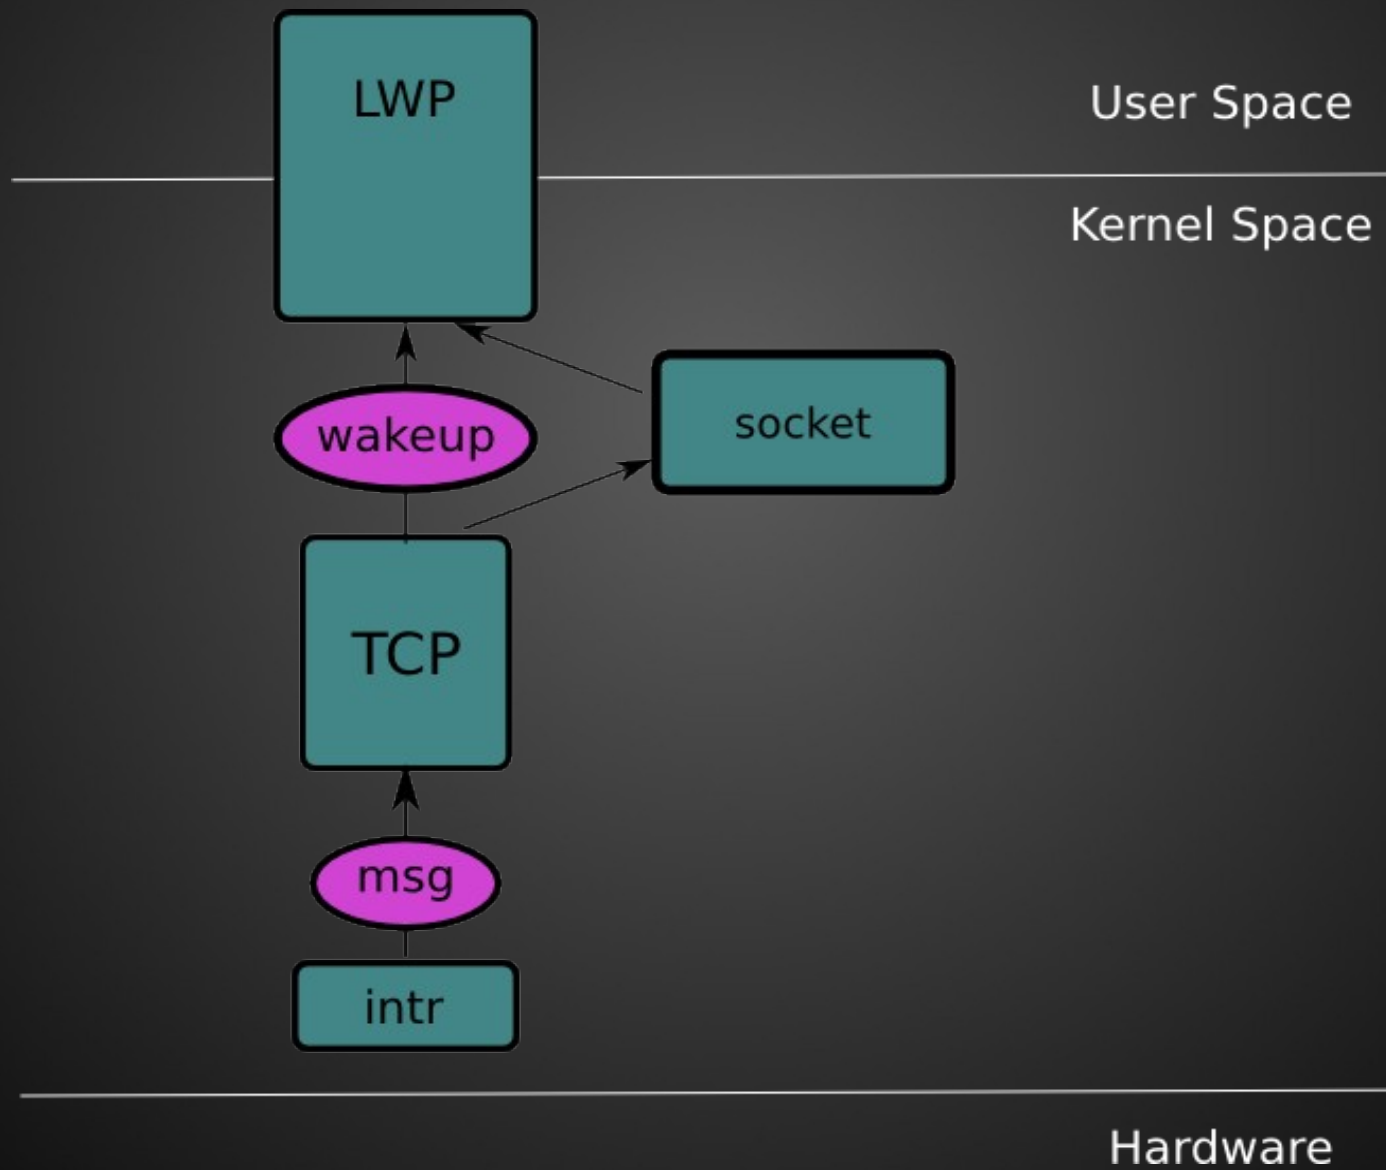 LWP
User Space
Kernel Space
wakeup
socket
TCP
msg
intr
Hardware